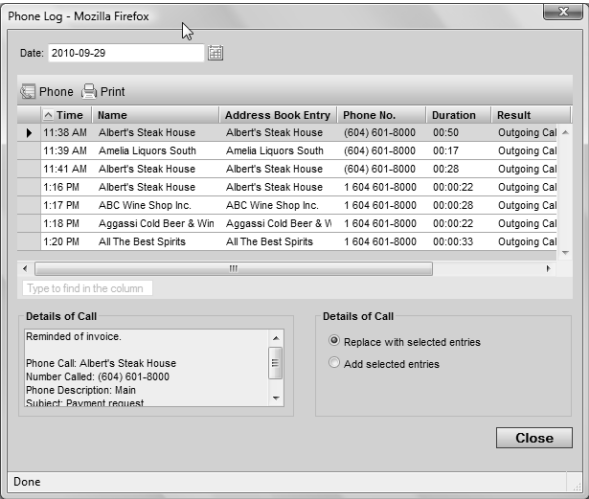 Phone Log - Mozilla Firefox
Date: 2010-09-29
Phone Print
Time Name Address Book Entry Phone No. Duration Result
11:38 AM Albert's Steak House Albert's Steak House (604) 601-8000 00:50 Outgoing Cal
11:39 AM Amelia Liquors South Amelia Liquors South (604) 601-8000 00:17 Outgoing Cal
11:41 AM Albert's Steak House Albert's Steak House (604) 601-8000 00:28 Outgoing Cal
1:16 PM Albert's Steak House Albert's Steak House 1 604 601-8000 00:00:22 Outgoing Cal
1:17 PM ABC Wine Shop Inc. ABC Wine Shop Inc. 1 604 601-8000 00:00:28 Outgoing Cal
1:18 PM Aggassi Cold Beer & Win Aggassi Cold Beer & W 1 604 601-8000 00:00:22 Outgoing Cal
1:20 PM All The Best Spirits All The Best Spirits 1 604 601-8000 00:00:33 Outgoing Cal
Type to find in the column
Details of Call
Reminded of invoice.
Phone Call: Albert's Steak House
Number Called: (604) 601-8000
Phone Description: Main
Subject: Payment request
Details of Call
Replace with selected entries
Add selected entries
Close
Done